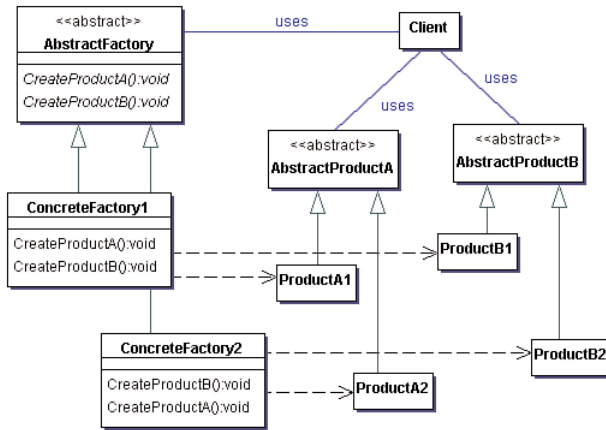 <<abstract>>
AbstractFactory
CreateProductA():void
CreateProductB():void
uses
Client
uses
uses
<<abstract>>
AbstractProductA
<<abstract>>
AbstractProductB
ConcreteFactory1
CreateProductA():void
CreateProductB():void
ProductB1
ProductA1
ConcreteFactory2
CreateProductB():void
CreateProductA():void
ProductB2
ProductA2